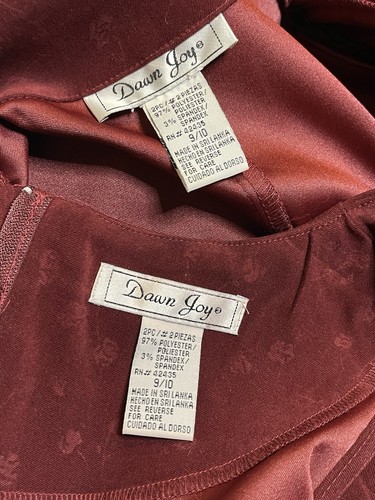 Dawn Joy®
2PC/# 2 PIEZAS
97% POLYESTER/
POLIESTER
3% SPANDEX/
SPANDEX
RN# 42435
9/10
MADE IN SRI LANKA
HECHO EN SRI LANKA
SEE REVERSE
FOR CARE
CUIDADO AL DORSO
Dawn Joy®
2PC/# 2 PIEZAS
97% POLYESTER/
POLIESTER
3% SPANDEX/
SPANDEX
RN# 42435
9/10
MADE IN SRI LANKA
HECHO EN SRI LANKA
SEE REVERSE
FOR CARE
CUIDADO AL DORSO